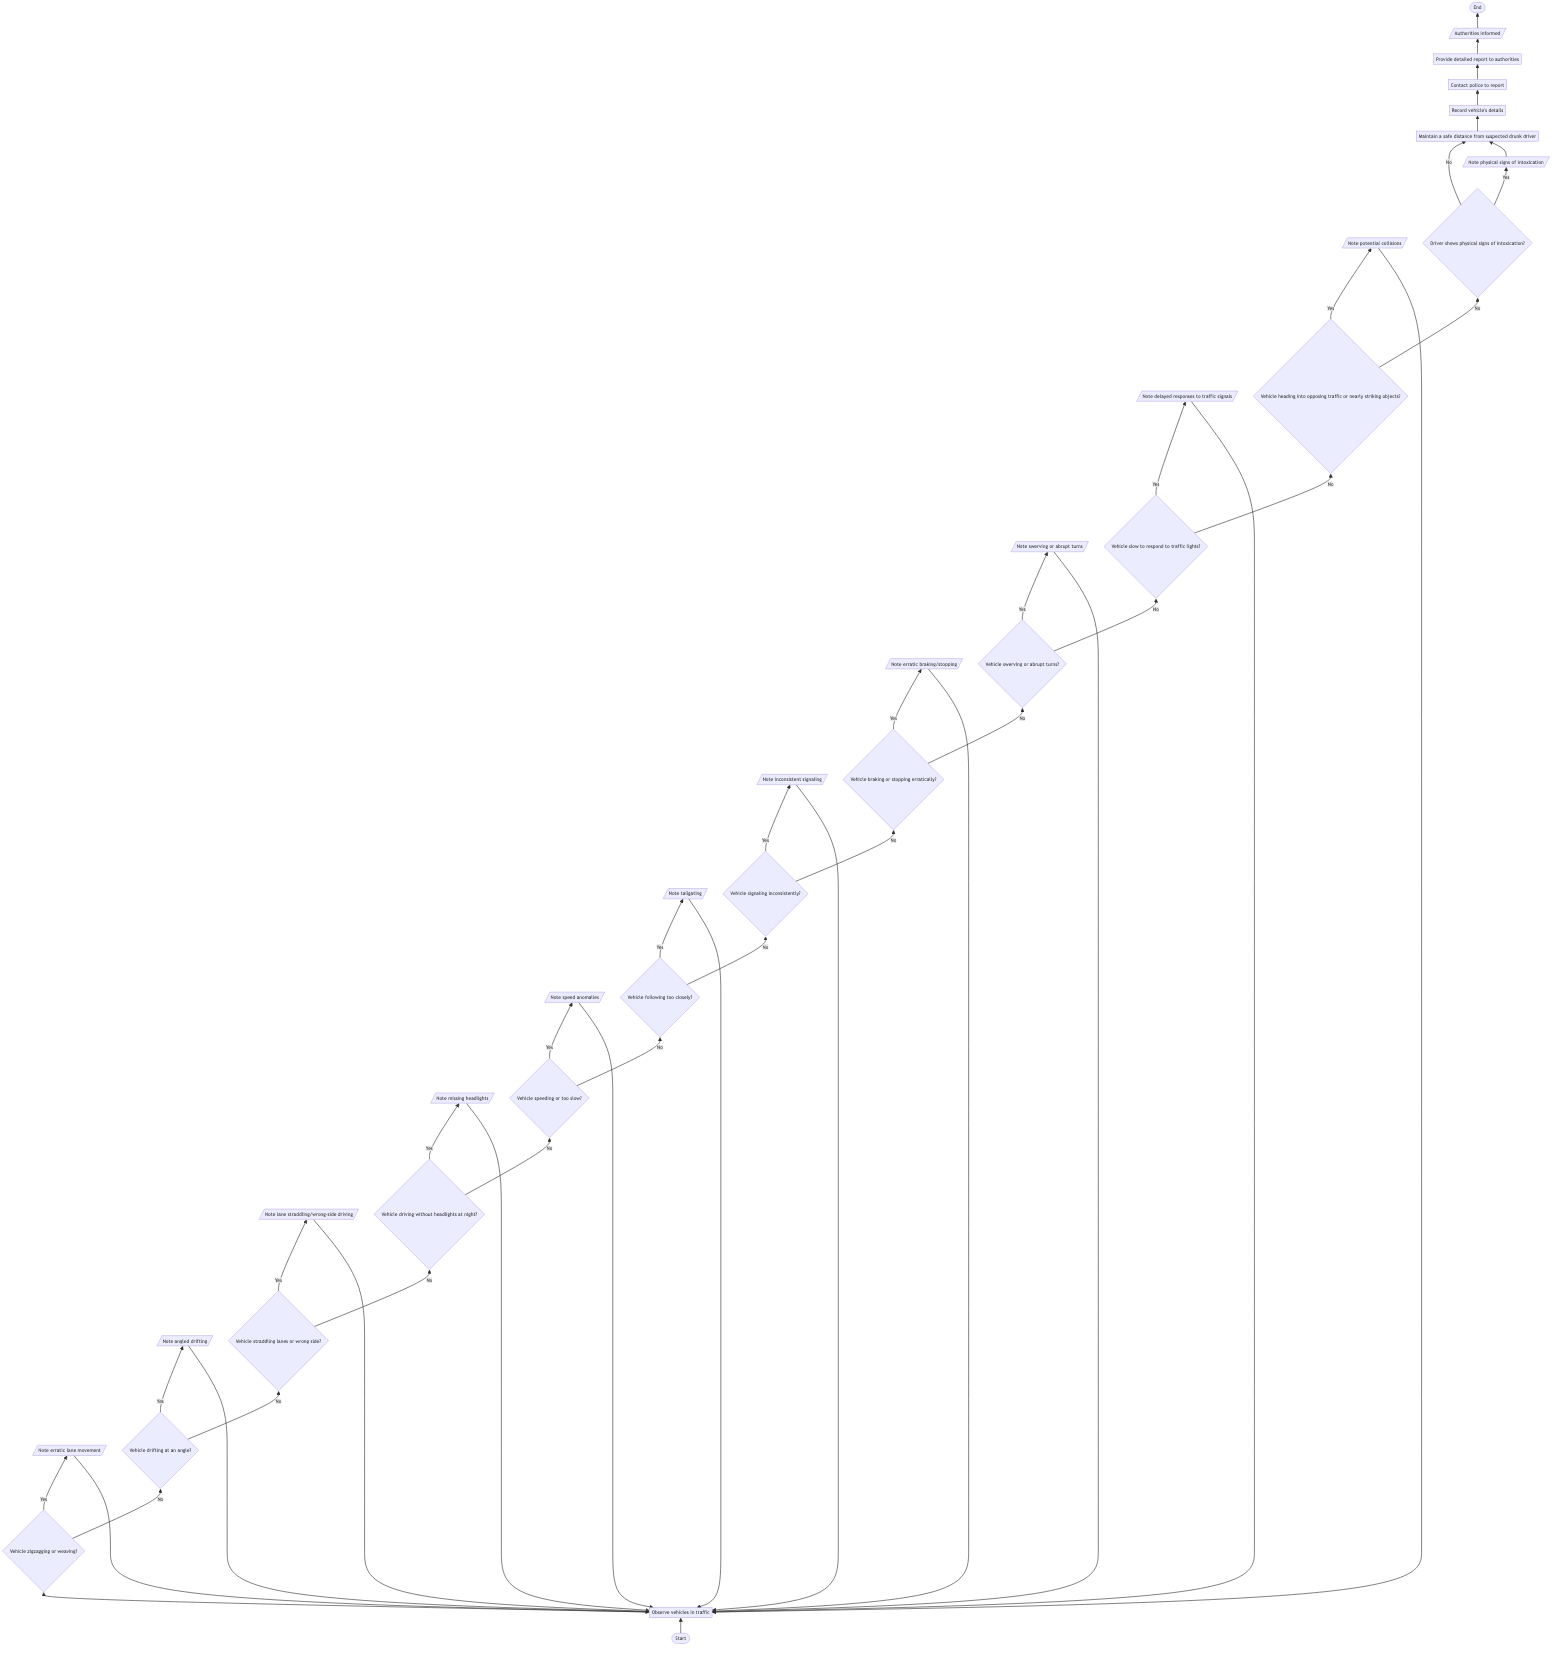 End
Authorities informed
Provide detailed report to authorities
Contact police to report
Record vehicle's details
Maintain a safe distance from suspected drunk driver
No
Note physical signs of intoxication
Yes
Note potential collisions
Driver shows physical signs of intoxication?
Yes
No
Note delayed responses to traffic signals
Vehicle heading into opposing traffic or nearly striking objects?
Yes
No
Note swerving or abrupt turns
Vehicle slow to respond to traffic lights?
Yes
No
Note erratic braking/stopping
Vehicle swerving or abrupt turns?
Yes
No
Note inconsistent signaling
Vehicle braking or stopping erratically?
Yes
No
Note tailgating
Vehicle signaling inconsistently?
Yes
No
Note speed anomalies
Vehicle following too closely?
Yes
No
Note missing headlights
Vehicle speeding or too slow?
Yes
No
Note lane straddling/wrong-side driving
Vehicle driving without headlights at night?
Yes
No
Note angled drifting
Vehicle straddling lanes or wrong side?
Yes
No
Note erratic lane movement
Vehicle drifting at an angle?
Yes
No
Vehicle zigzagging or weaving?
Observe vehicles in traffic
Start